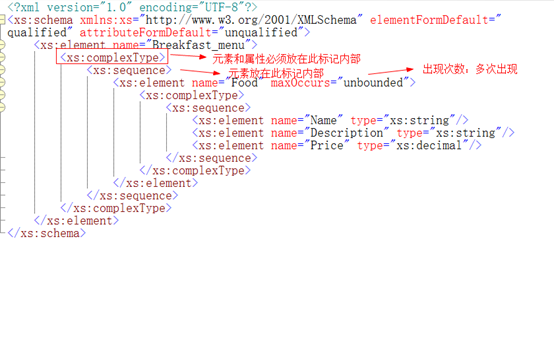 <?xml version="1.0" encoding="UTF-8"?>
<xs:schema xmlns:xs="http://www.w3.org/2001/XMLSchema" elementFormDefault="
qualified" attributeFormDefault="unqualified">
<xs:element name="Breakfast_menu">
<xs:complexType> 元素和属性必须放在此标记内部
<xs:sequence> 元素放在此标记内部 出现次数：多次出现
<xs:element name="Food" maxOccurs="unbounded">
<xs:complexType>
<xs:sequence>
<xs:element name="Name" type="xs:string"/>
<xs:element name="Description" type="xs:string"/>
<xs:element name="Price" type="xs:decimal"/>
</xs:sequence>
</xs:complexType>
</xs:element>
</xs:sequence>
</xs:complexType>
</xs:element>
</xs:schema>